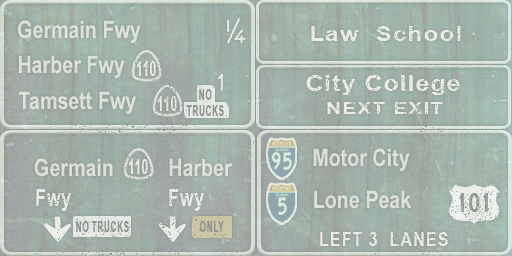 Germain Fwy 1/4
Harber Fwy 110
Tamsett Fwy 110 NO TRUCKS 1
Law School
City College
NEXT EXIT
Germain 110 Harber
Fwy Fwy
NO TRUCKS ONLY
95 Motor City
5 Lone Peak 101
LEFT 3 LANES